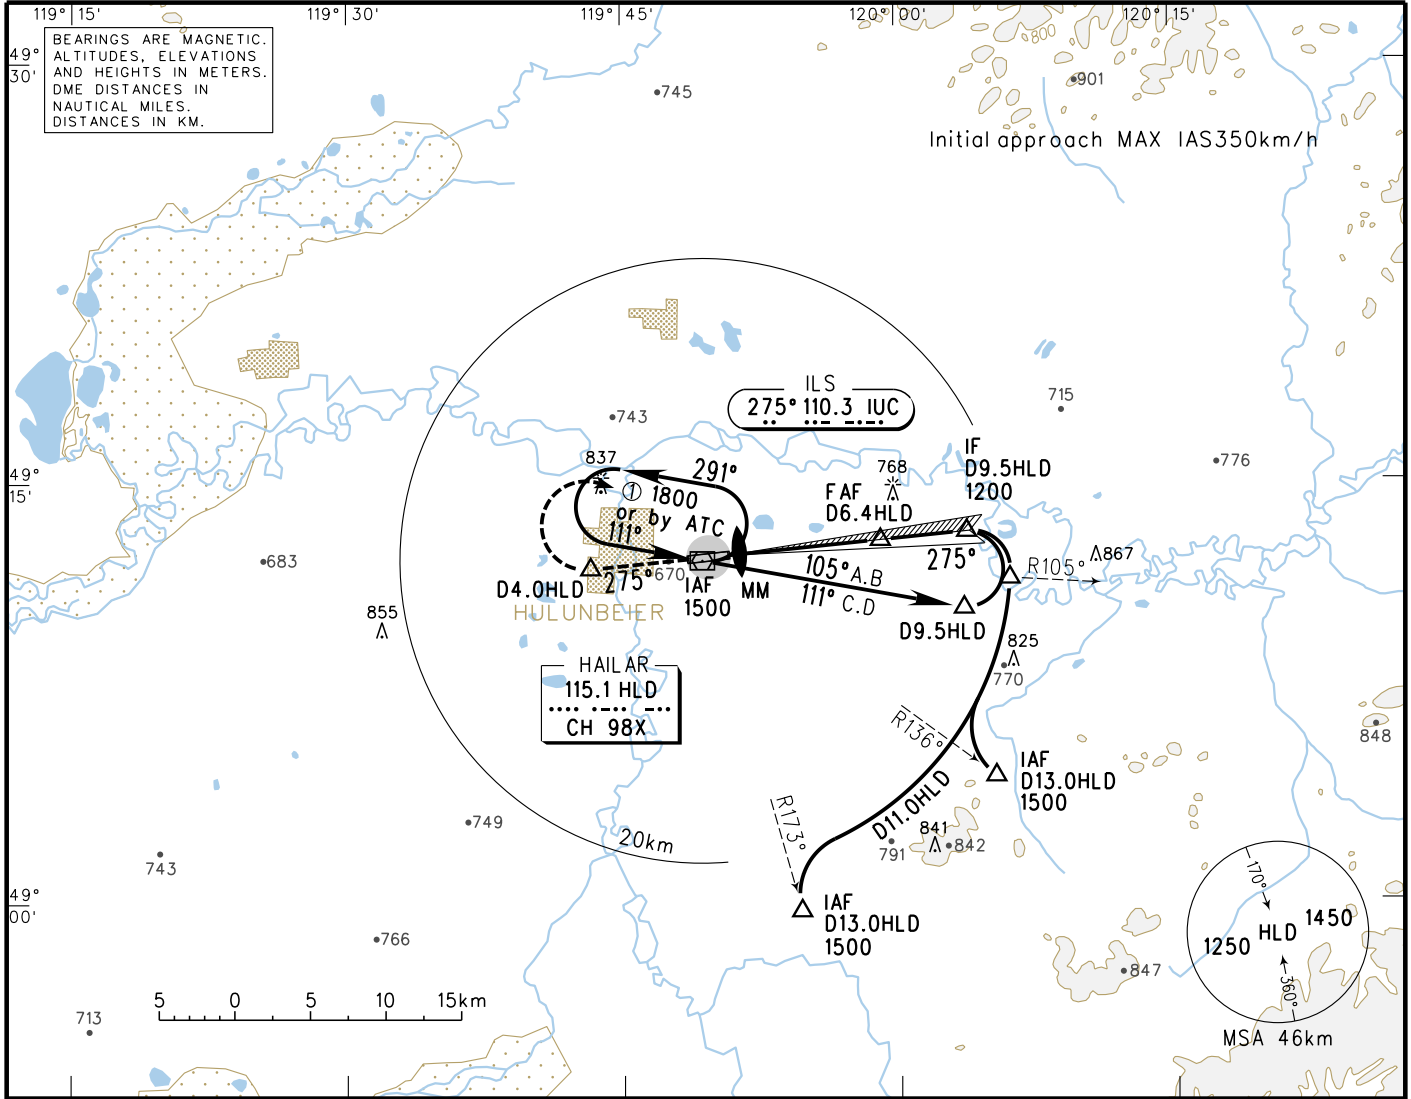 119° 15'
119° 30'
119° 45'
120° 00'
120° 15'
BEARINGS ARE MAGNETIC.
ALTITUDES, ELEVATIONS
AND HEIGHTS IN METERS.
DME DISTANCES IN
NAUTICAL MILES.
DISTANCES IN KM.
49°
30'
745
800
901
Initial approach MAX IAS350km/h
ILS
275° 110.3 IUC
743
715
776
49°
15'
IF
D9.5HLD
1200
837
291°
768
FAF
D6.4HLD
1 1800
or by ATC
111°
683
D4.0HLD
275°
670
IAF
1500
MM
105° A.B
111° C.D
275°
R105°
867
D9.5HLD
HULUNBEIER
855
825
770
HAILAR
115.1 HLD
CH 98X
R136°
848
IAF
D13.0HLD
1500
D11.0HLD
R173°
749
20km
841
842
791
743
49°
00'
IAF
D13.0HLD
1500
766
847
170°
HLD
1450
1250
360°
MSA 46km
5 0 5 10 15km
713